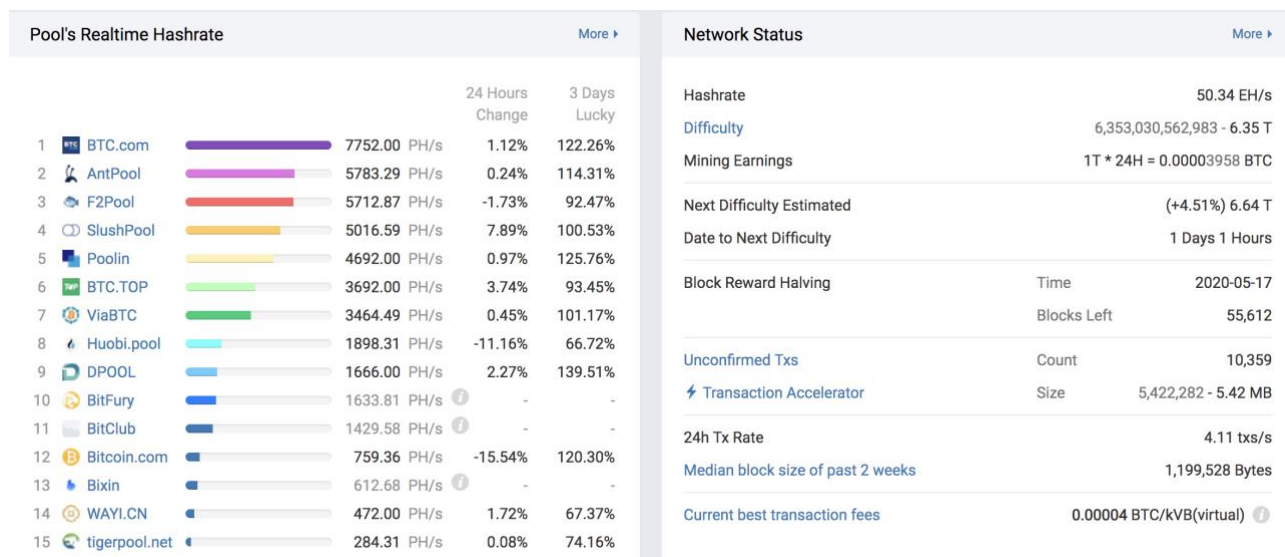 Pool's Realtime Hashrate More
24 Hours Change 3 Days Lucky
1 BTC.com 7752.00 PH/s 1.12% 122.26%
2 AntPool 5783.29 PH/s 0.24% 114.31%
3 F2Pool 5712.87 PH/s -1.73% 92.47%
4 SlushPool 5016.59 PH/s 7.89% 100.53%
5 Poolin 4692.00 PH/s 0.97% 125.76%
6 BTC.TOP 3692.00 PH/s 3.74% 93.45%
7 ViaBTC 3464.49 PH/s 0.45% 101.17%
8 Huobi.pool 1898.31 PH/s -11.16% 66.72%
9 DPOOL 1666.00 PH/s 2.27% 139.51%
10 BitFury 1633.81 PH/s - -
11 BitClub 1429.58 PH/s - -
12 Bitcoin.com 759.36 PH/s -15.54% 120.30%
13 Bixin 612.68 PH/s - -
14 WAYI.CN 472.00 PH/s 1.72% 67.37%
15 tigerpool.net 284.31 PH/s 0.08% 74.16%
Network Status More
Hashrate 50.34 EH/s
Difficulty 6,353,030,562,983 - 6.35 T
Mining Earnings 1T * 24H = 0.00003958 BTC
Next Difficulty Estimated (+4.51%) 6.64 T
Date to Next Difficulty 1 Days 1 Hours
Block Reward Halving Time 2020-05-17
Blocks Left 55,612
Unconfirmed Txs Count 10,359
Transaction Accelerator Size 5,422,282 - 5.42 MB
24h Tx Rate 4.11 txs/s
Median block size of past 2 weeks 1,199,528 Bytes
Current best transaction fees 0.00004 BTC/kVB(virtual)